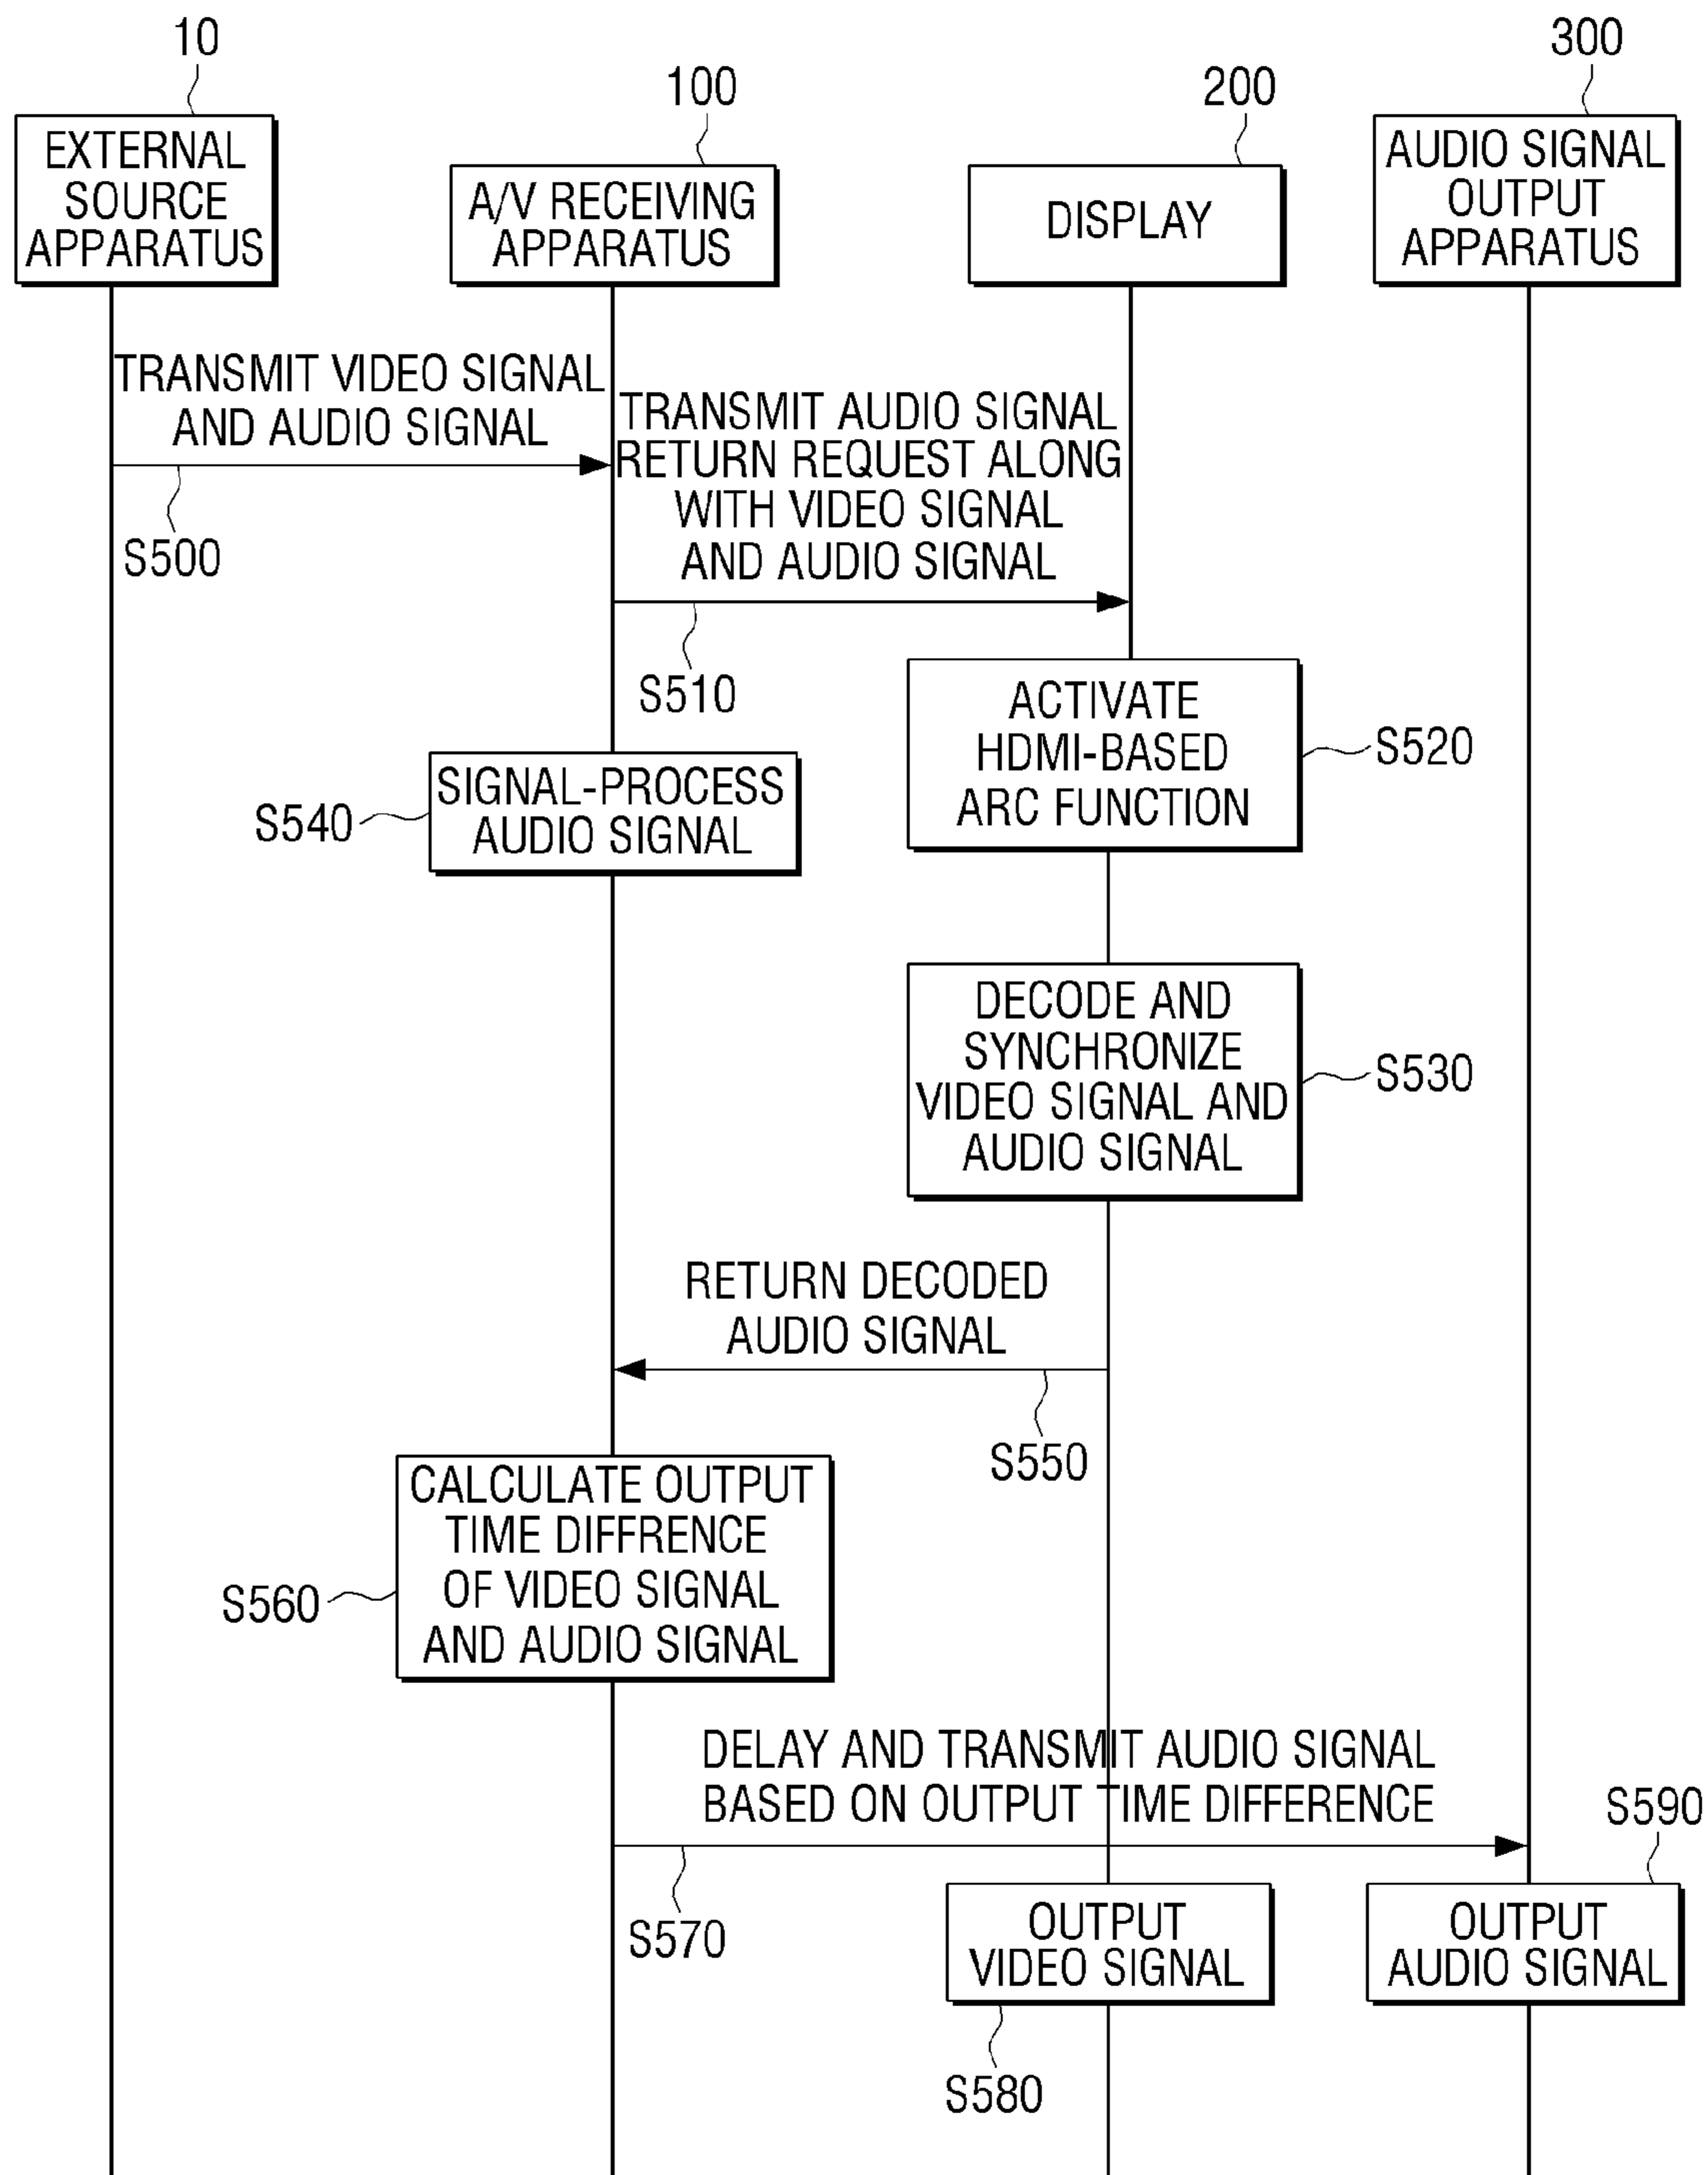 10
100
200
300
EXTERNAL
SOURCE
APPARATUS
A/V RECEIVING
APPARATUS
DISPLAY
AUDIO SIGNAL
OUTPUT
APPARATUS
TRANSMIT VIDEO SIGNAL
AND AUDIO SIGNAL
S500
TRANSMIT AUDIO SIGNAL
RETURN REQUEST ALONG
WITH VIDEO SIGNAL
AND AUDIO SIGNAL
S510
ACTIVATE
HDMI-BASED
ARC FUNCTION
S520
SIGNAL-PROCESS
AUDIO SIGNAL
S540
DECODE AND
SYNCHRONIZE
VIDEO SIGNAL AND
AUDIO SIGNAL
S530
RETURN DECODED
AUDIO SIGNAL
S550
CALCULATE OUTPUT
TIME DIFFRENCE
OF VIDEO SIGNAL
AND AUDIO SIGNAL
S560
DELAY AND TRANSMIT AUDIO SIGNAL
BASED ON OUTPUT TIME DIFFERENCE
S570
S590
OUTPUT
VIDEO SIGNAL
S580
OUTPUT
AUDIO SIGNAL